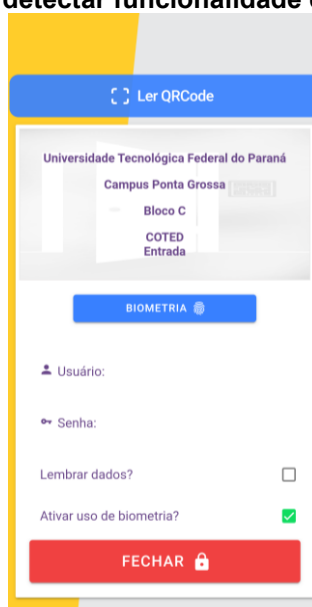 detectar funcionalidade
Ler QRCode
Universidade Tecnológica Federal do Paraná
Campus Ponta Grossa
Bloco C
COTED
Entrada
BIOMETRIA
Usuário:
Senha:
Lembrar dados?
Ativar uso de biometria?
FECHAR